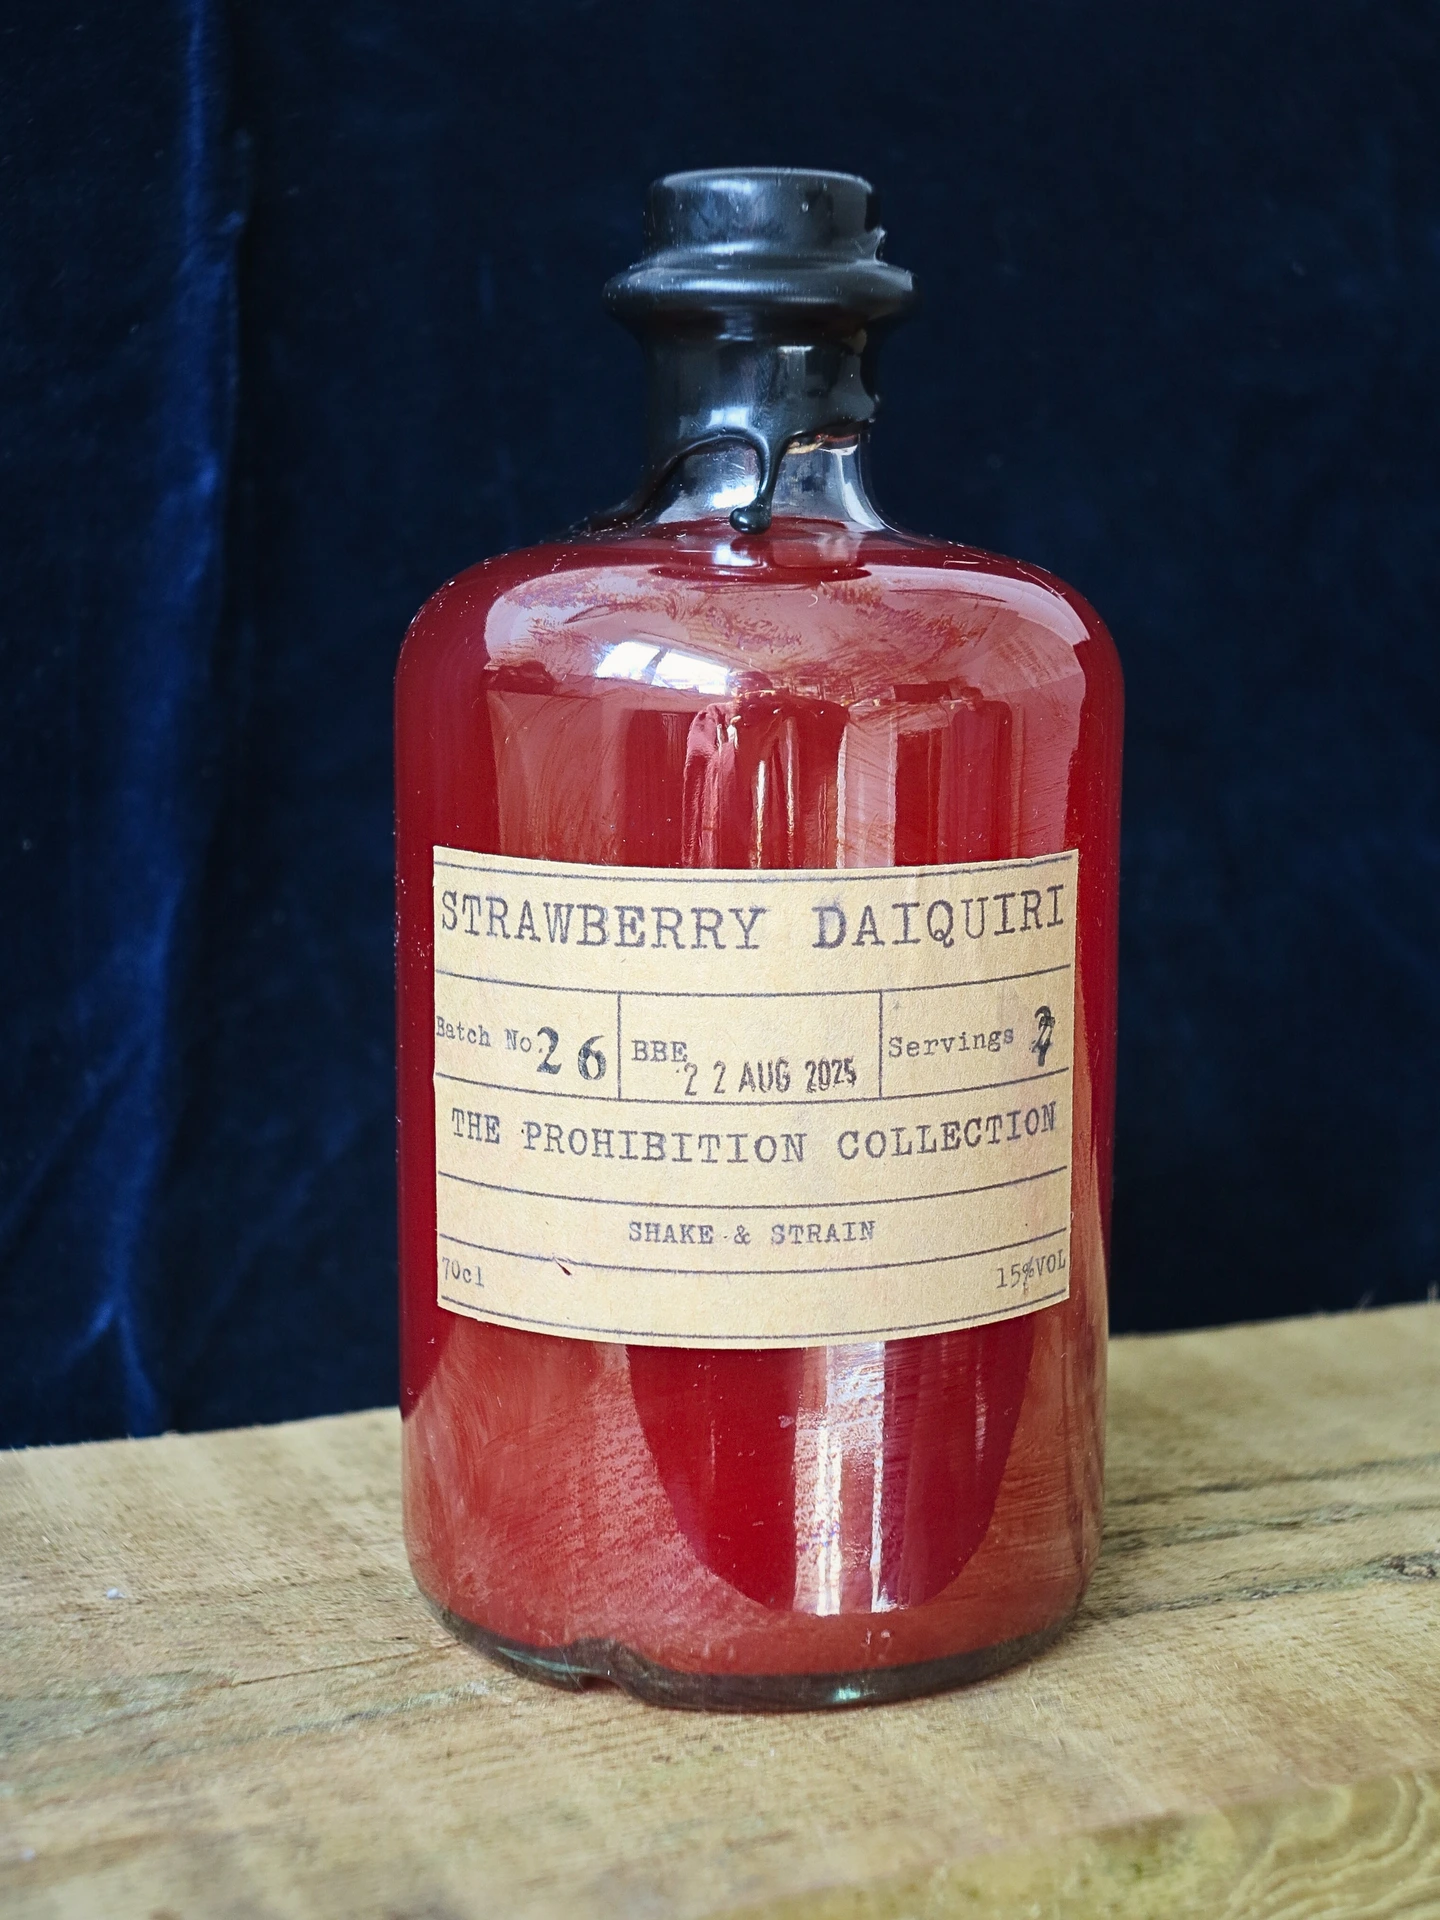 STRAWBERRY DAIQUIRI
Batch No. 26
BBE 22 AUG 2025
Servings
THE PROHIBITION COLLECTION
SHAKE & STRAIN
70cl
15%VOL